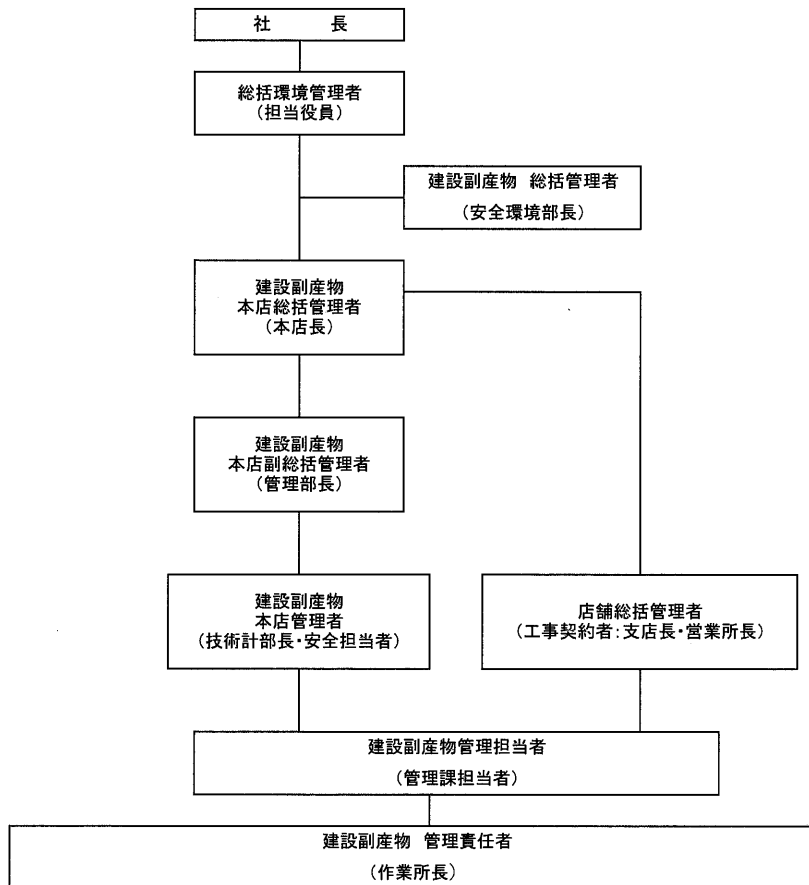 社　　長
総括環境管理者
（担当役員）
建設副産物 総括管理者
（安全環境部長）
建設副産物
本店総括管理者
（本店長）
建設副産物
本店副総括管理者
（管理部長）
建設副産物
本店管理者
（技術計部長・安全担当者）
店舗総括管理者
（工事契約者：支店長・営業所長）
建設副産物管理担当者
（管理課担当者）
建設副産物 管理責任者
（作業所長）